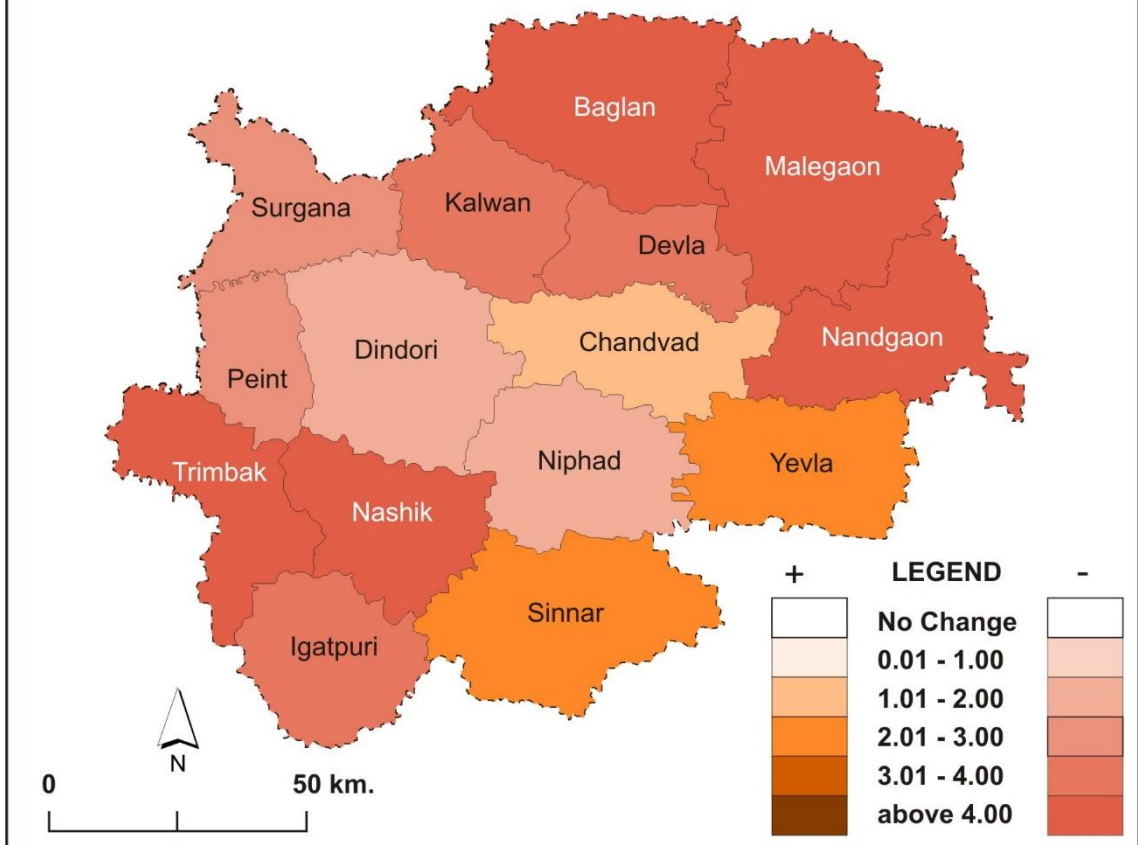 Baglan
Malegaon
Surgana
Kalwan
Devla
Dindori
Chandvad
Nandgaon
Peint
Trimbak
Niphad
Yevla
Nashik
Sinnar
Igatpuri
+ LEGEND -
No Change
0.01 - 1.00
1.01 - 2.00
2.01 - 3.00
3.01 - 4.00
above 4.00
N
0 50 km.